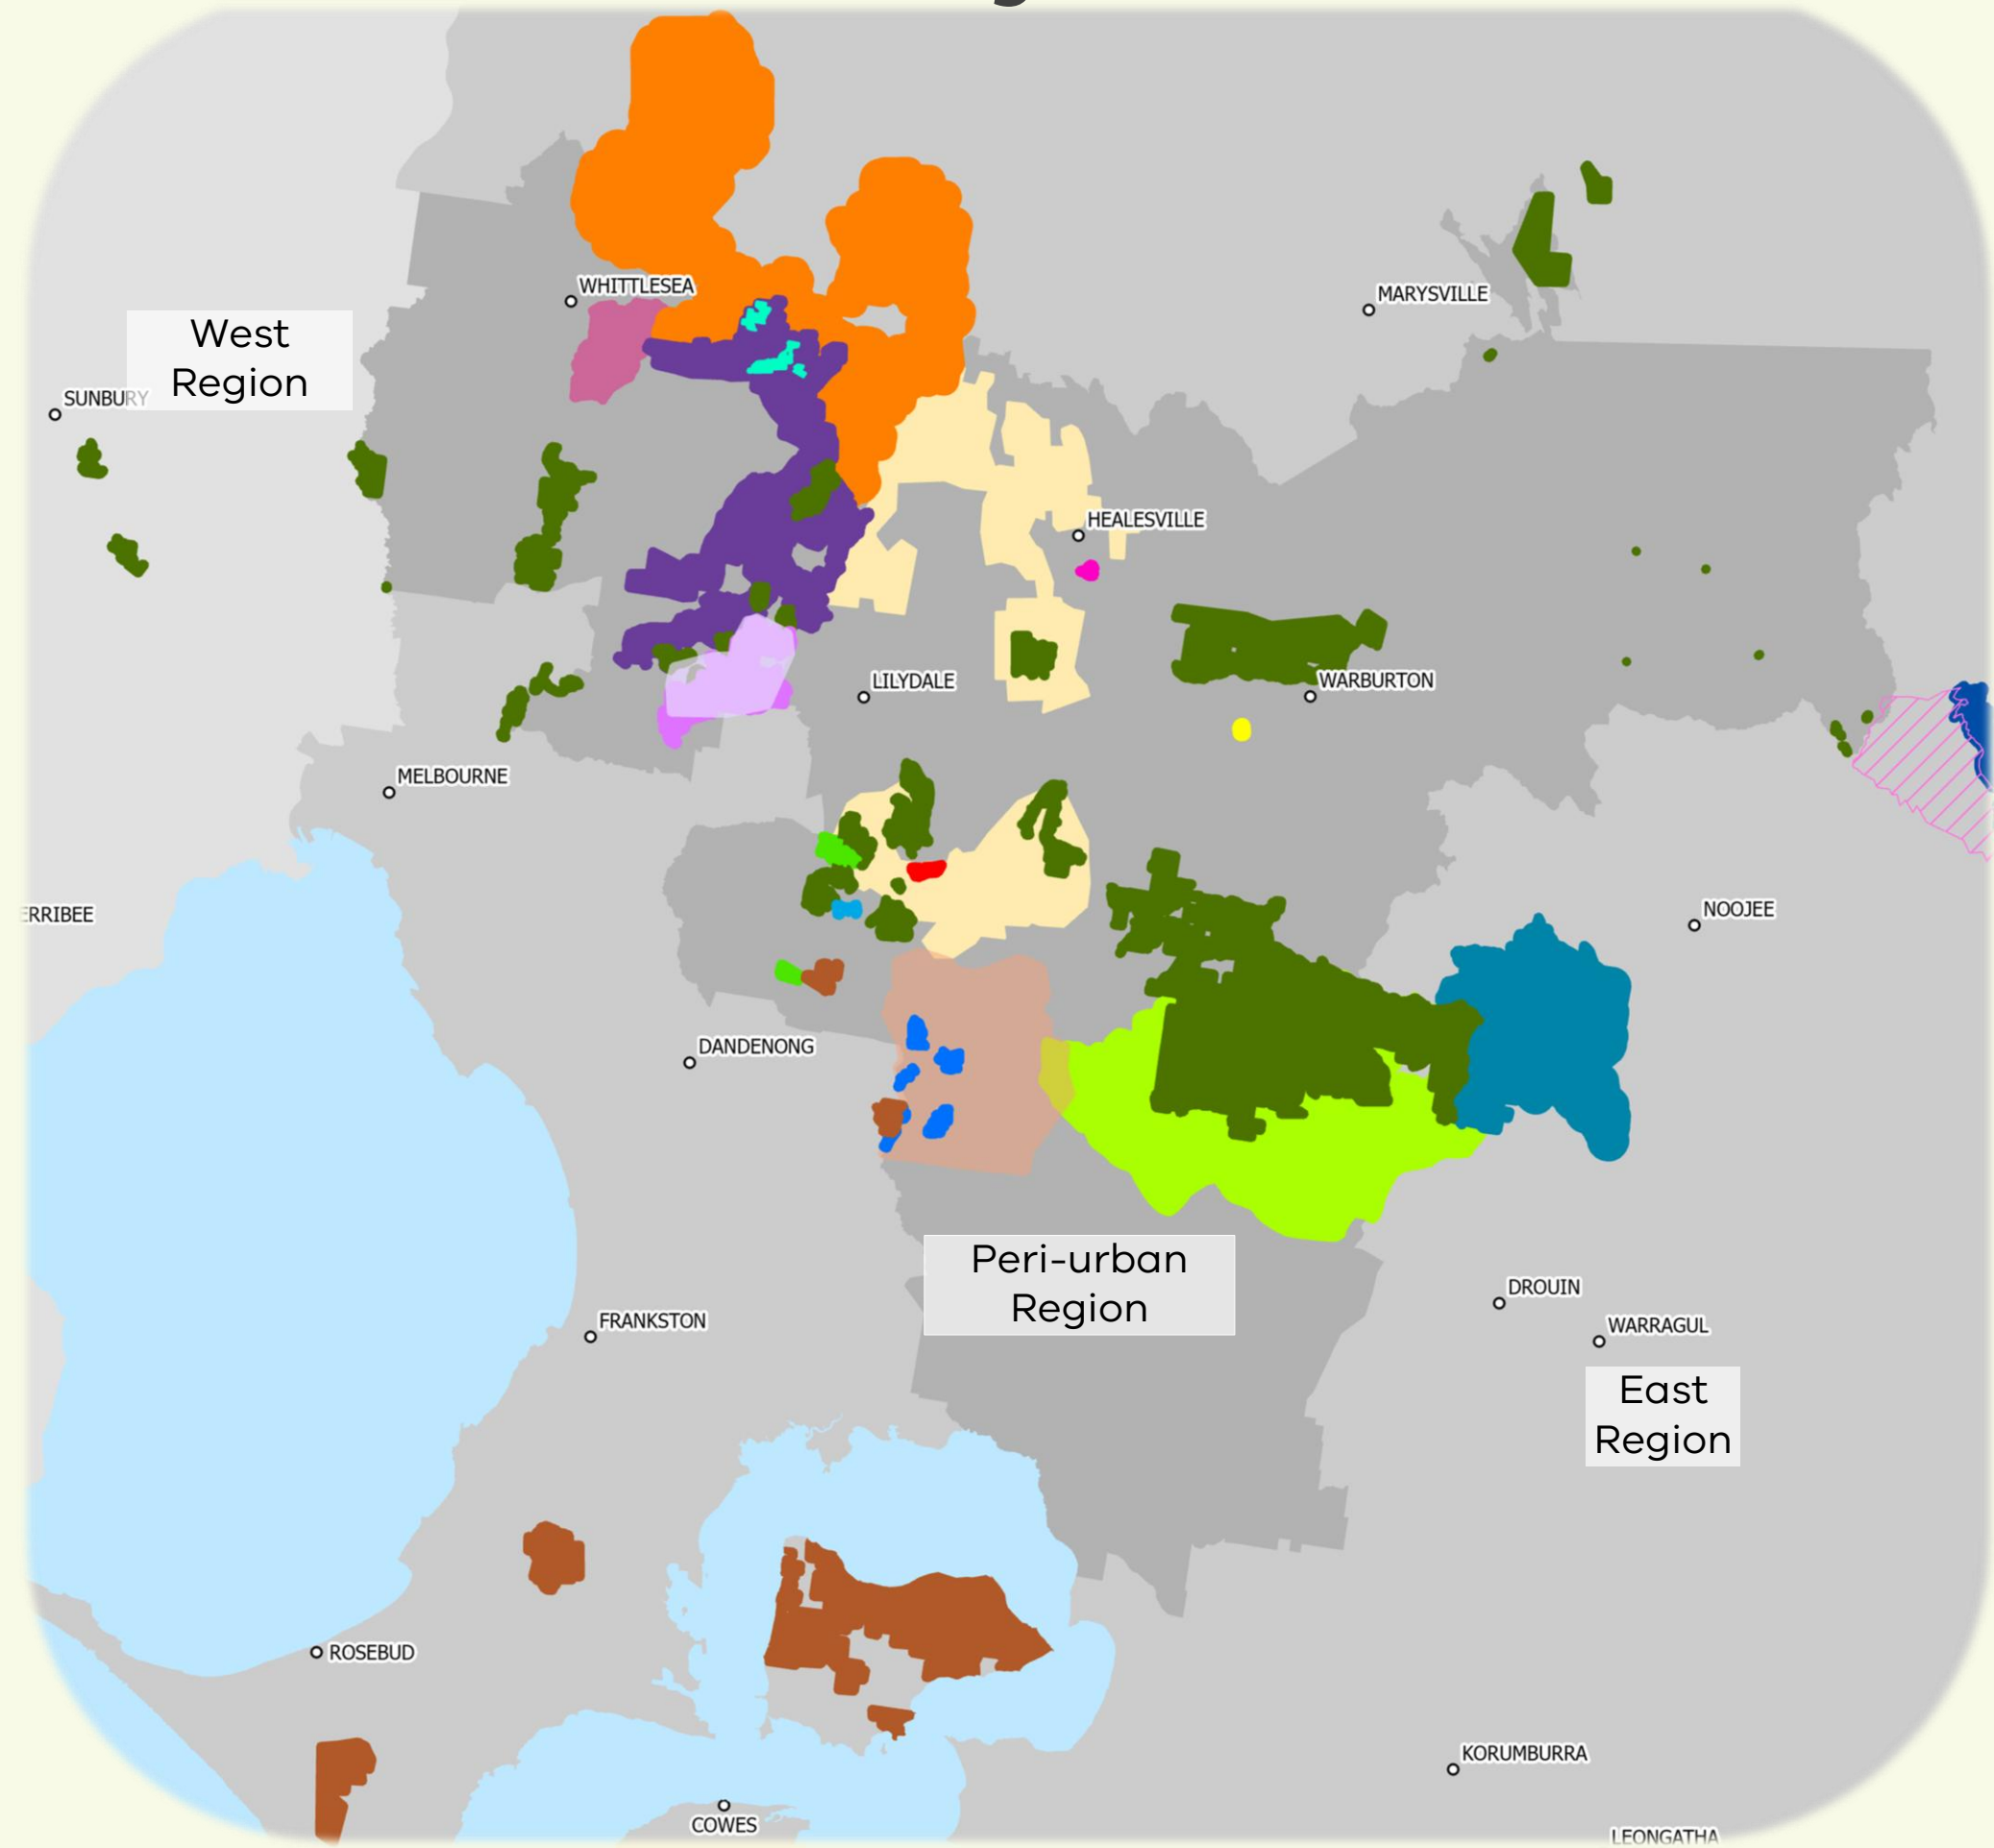 WHITTLESEA
MARYSVILLE
West
Region
SUNBURY
HEALESVILLE
LILYDALE
WARBURTON
MELBOURNE
ERRIBEE
NOOJEE
DANDENONG
Peri-urban
Region
DROUIN
FRANKSTON
WARRAGUL
East
Region
ROSEBUD
KORUMBURRA
COWES
LEONGATHA